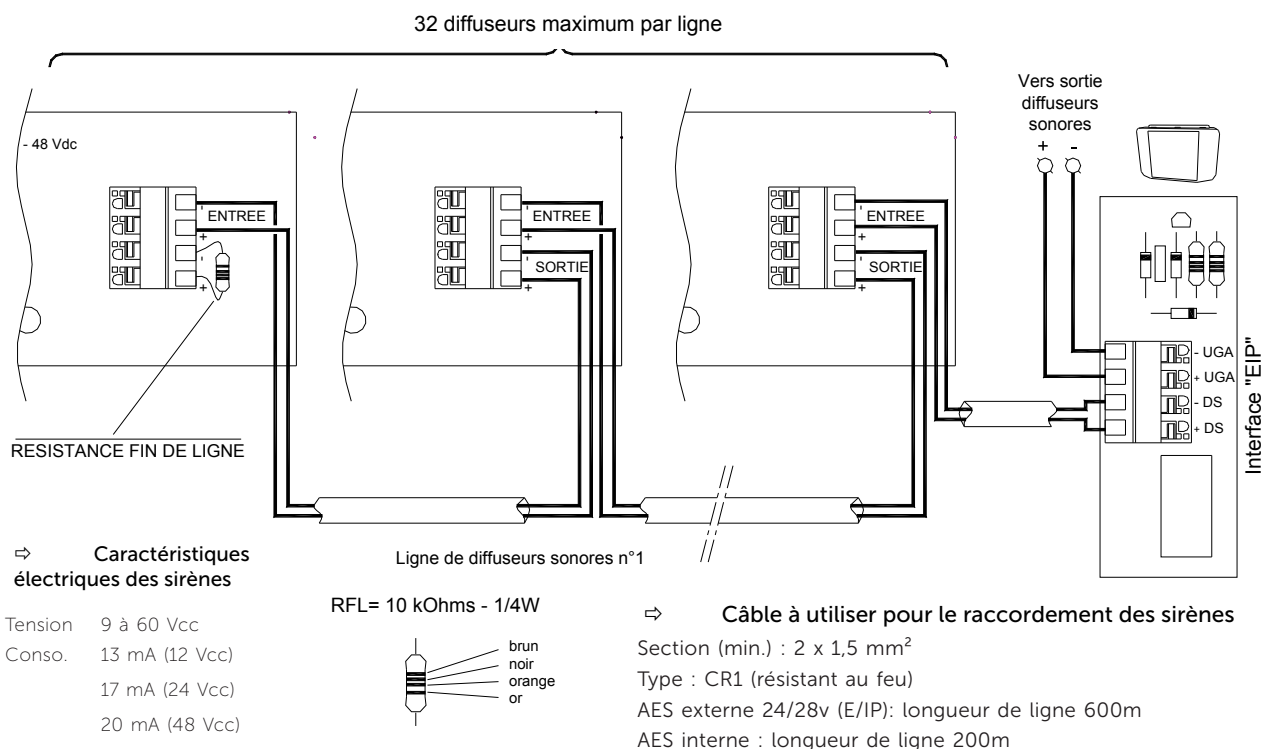 32 diffuseurs maximum par ligne
Vers sortie
diffuseurs
sonores
+ -
- 48 Vdc
ENTREE
-
+
-
+
ENTREE
-
+
SORTIE
-
+
ENTREE
-
+
SORTIE
-
+
- UGA
+ UGA
- DS
+ DS
Interface "EIP"
RESISTANCE FIN DE LIGNE
Ligne de diffuseurs sonores n°1
⇨ Caractéristiques
électriques des sirènes
Tension 9 à 60 Vcc
Conso. 13 mA (12 Vcc)
17 mA (24 Vcc)
20 mA (48 Vcc)
RFL= 10 kOhms - 1/4W
brun
noir
orange
or
⇨ Câble à utiliser pour le raccordement des sirènes
Section (min.) : 2 x 1,5 mm²
Type : CR1 (résistant au feu)
AES externe 24/28v (E/IP): longueur de ligne 600m
AES interne : longueur de ligne 200m